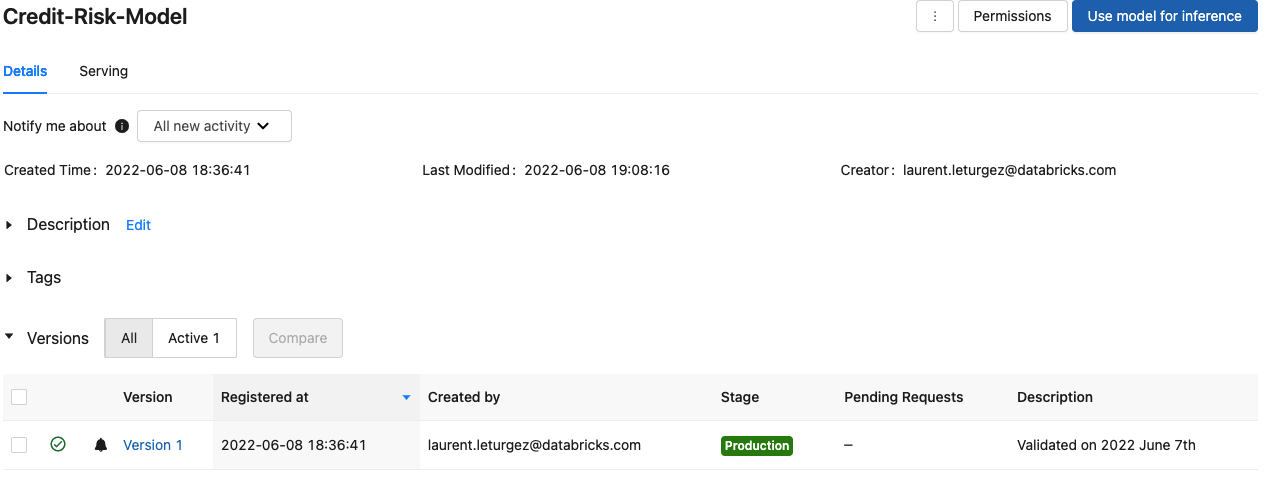 Credit-Risk-Model
Permissions
Use model for inference
Details
Serving
Notify me about
All new activity
Created Time: 2022-06-08 18:36:41
Last Modified: 2022-06-08 19:08:16
Creator: laurent.leturgez@databricks.com
Description Edit
Tags
Versions All Active 1 Compare
Version Registered at Created by Stage Pending Requests Description
Version 1 2022-06-08 18:36:41 laurent.leturgez@databricks.com Production – Validated on 2022 June 7th